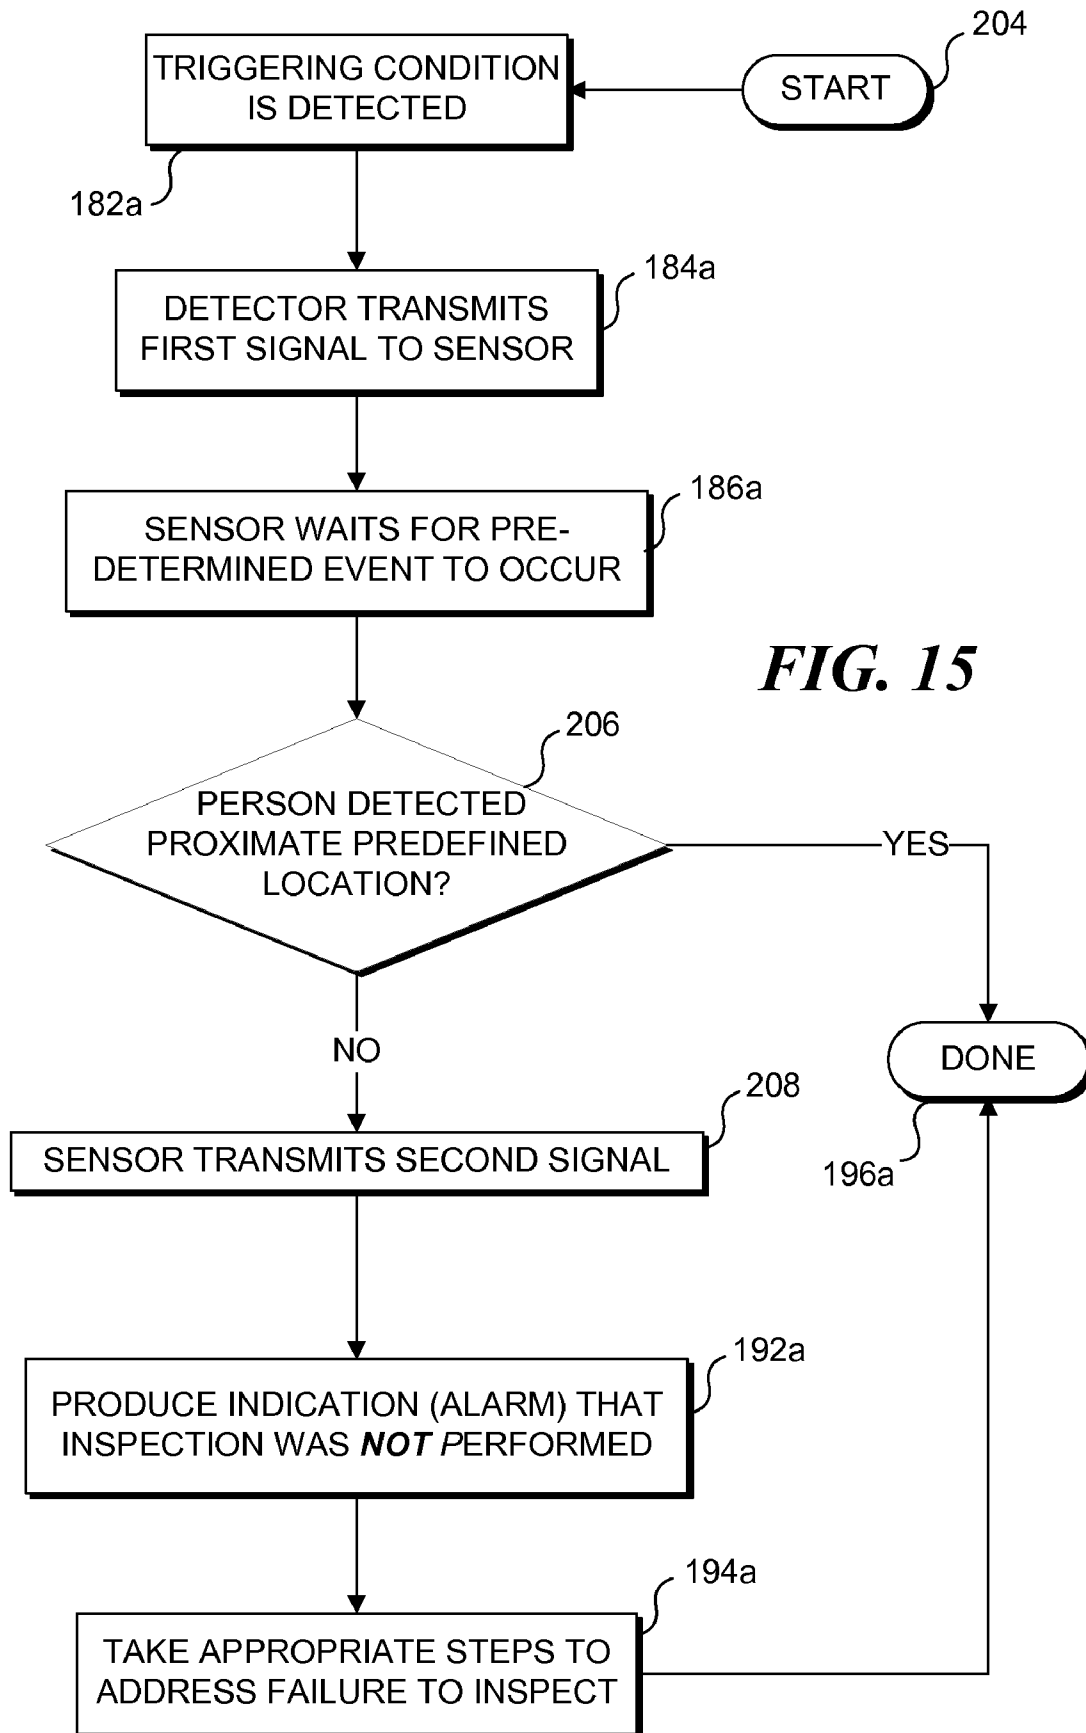 204
START
TRIGGERING CONDITION
IS DETECTED
182a
184a
DETECTOR TRANSMITS
FIRST SIGNAL TO SENSOR
186a
SENSOR WAITS FOR PRE-
DETERMINED EVENT TO OCCUR
FIG. 15
206
PERSON DETECTED
PROXIMATE PREDEFINED
LOCATION?
YES
NO
DONE
196a
208
SENSOR TRANSMITS SECOND SIGNAL
192a
PRODUCE INDICATION (ALARM) THAT
INSPECTION WAS NOT PERFORMED
194a
TAKE APPROPRIATE STEPS TO
ADDRESS FAILURE TO INSPECT